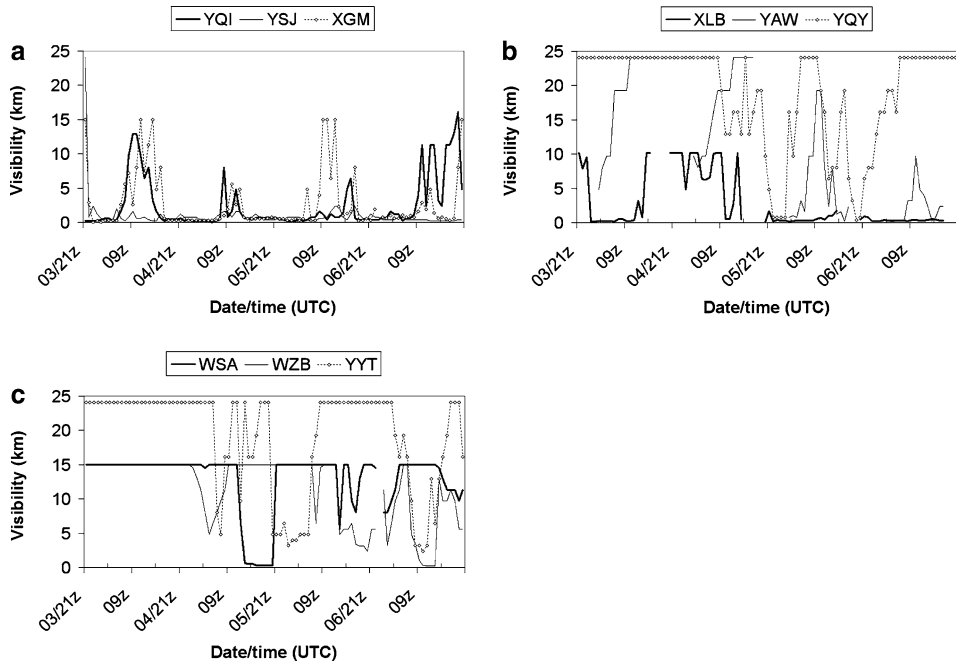 a
YQI YSJ XGM
Visibility (km)
25
20
15
10
5
0
03/21z 09z 04/21z 09z 05/21z 09z 06/21z 09z
Date/time (UTC)
b
XLB YAW YQY
Visibility (km)
25
20
15
10
5
0
03/21z 09z 04/21z 09z 05/21z 09z 06/21z 09z
Date/time (UTC)
c
WSA WZB YYT
Visibility (km)
25
20
15
10
5
0
03/21z 09z 04/21z 09z 05/21z 09z 06/21z 09z
Date/time (UTC)